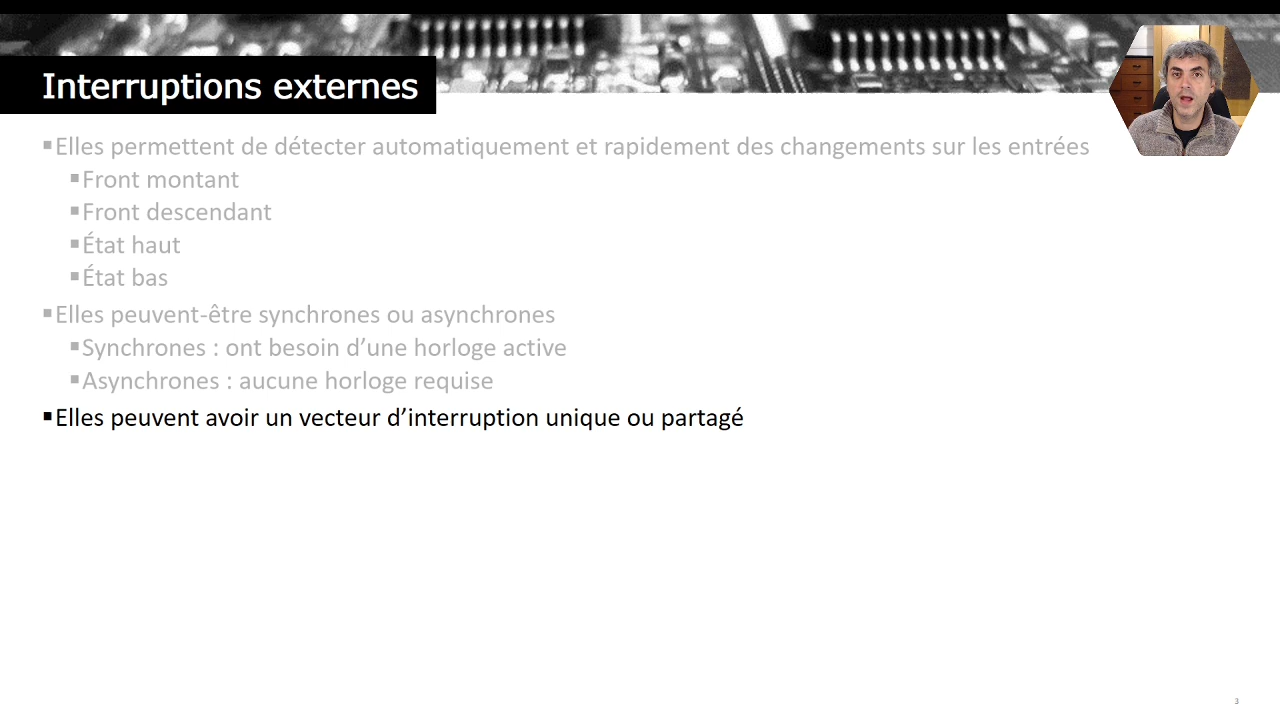 Interruptions externes
▪Elles permettent de détecter automatiquement et rapidement des changements sur les entrées
▪Front montant
▪Front descendant
▪État haut
▪État bas
▪Elles peuvent-être synchrones ou asynchrones
▪Synchrones : ont besoin d’une horloge active
▪Asynchrones : aucune horloge requise
▪Elles peuvent avoir un vecteur d’interruption unique ou partagé
3